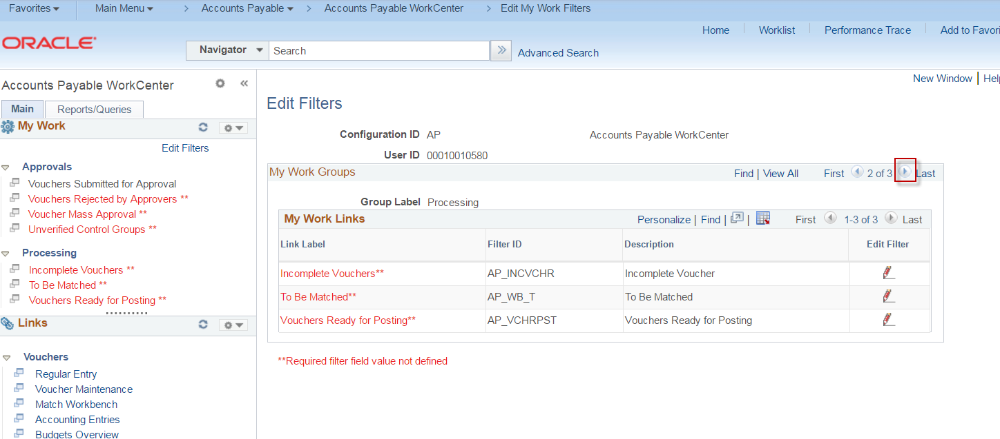 Favorites Main Menu > Accounts Payable > Accounts Payable WorkCenter > Edit My Work Filters
Home Worklist Performance Trace Add to Favori
ORACLE
Navigator Search >> Advanced Search
New Window | Help
Accounts Payable WorkCenter «
Main Reports/Queries
My Work
Edit Filters
Approvals
Vouchers Submitted for Approval
Vouchers Rejected by Approvers **
Voucher Mass Approval **
Unverified Control Groups **
Processing
Incomplete Vouchers **
To Be Matched **
Vouchers Ready for Posting **
Links
Vouchers
Regular Entry
Voucher Maintenance
Match Workbench
Accounting Entries
Budgets Overview
Edit Filters
Configuration ID AP Accounts Payable WorkCenter
User ID 00010010580
My Work Groups Find | View All First 2 of 3 Last
Group Label Processing
My Work Links Personalize | Find | | First 1-3 of 3 Last
Link Label Filter ID Description Edit Filter
Incomplete Vouchers** AP_INCVCHR Incomplete Voucher
To Be Matched** AP_WB_T To Be Matched
Vouchers Ready for Posting** AP_VCHRPST Vouchers Ready for Posting
**Required filter field value not defined